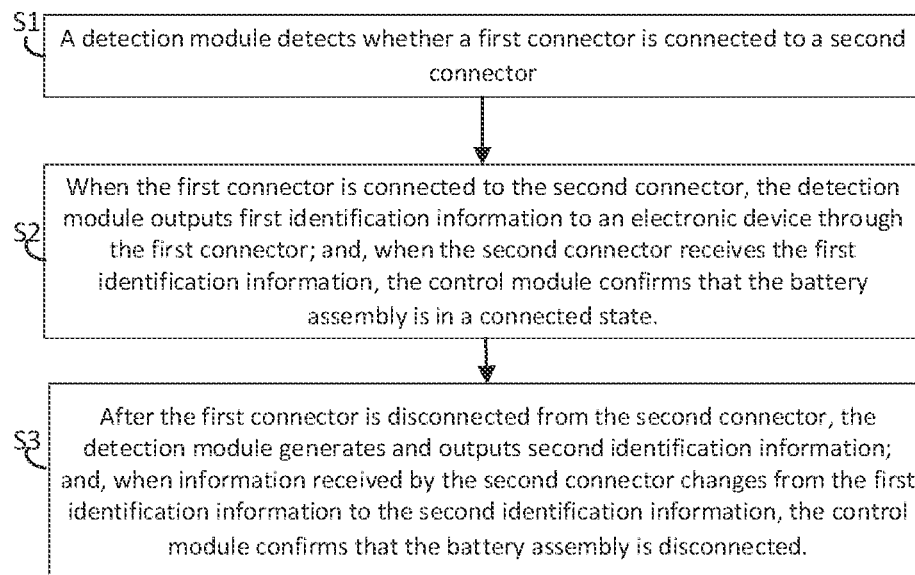 S1
A detection module detects whether a first connector is connected to a second
connector
S2
When the first connector is connected to the second connector, the detection
module outputs first identification information to an electronic device through
the first connector; and, when the second connector receives the first
identification information, the control module confirms that the battery
assembly is in a connected state.
S3
After the first connector is disconnected from the second connector, the
detection module generates and outputs second identification information;
and, when information received by the second connector changes from the first
identification information to the second identification information, the control
module confirms that the battery assembly is disconnected.